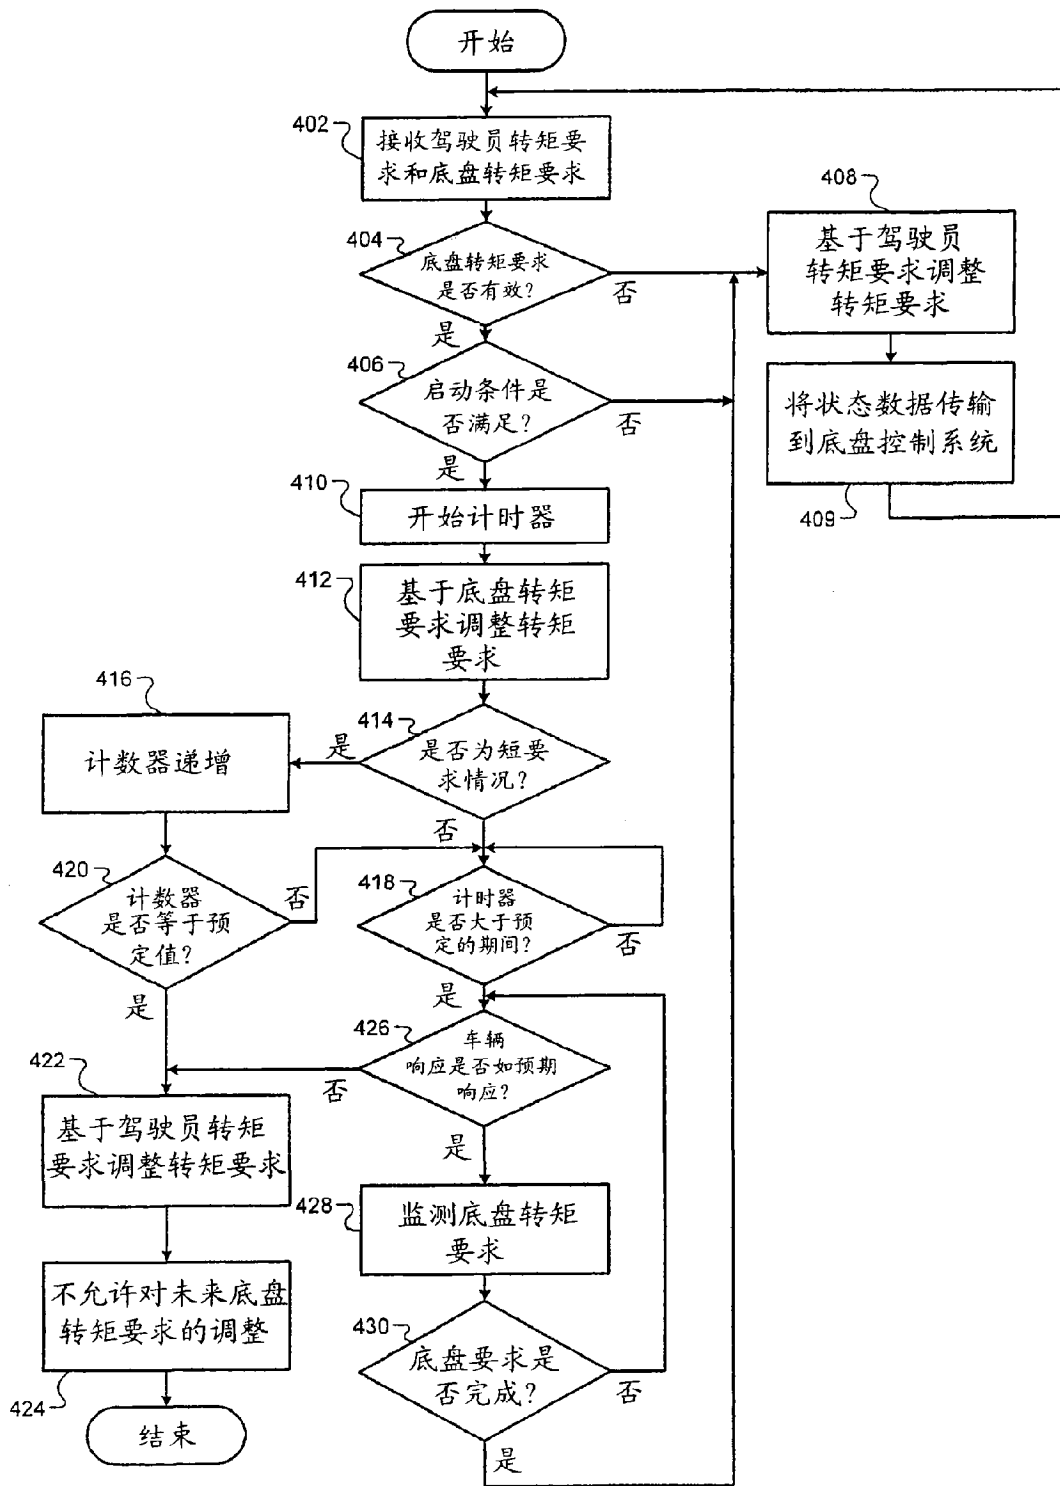 开始
402
接收驾驶员转矩要
求和底盘转矩要求
404
底盘转矩要求
是否有效?
否
是
408
基于驾驶员
转矩要求调整
转矩要求
406
启动条件是
否满足?
否
是
将状态数据传输
到底盘控制系统
409
410
开始计时器
412
基于底盘转矩
要求调整转矩
要求
416
计数器递增
414
是否为短要
求情况?
是
否
420
计数器
是否等于预
定值?
否
是
418
计时器
是否大于预
定的期间?
否
是
426
车辆
响应是否如预期
响应?
否
是
422
基于驾驶员转矩
要求调整转矩要求
428
监测底盘转矩
要求
不允许对未来底盘
转矩要求的调整
424
430
底盘要求是
否完成?
否
是
结束